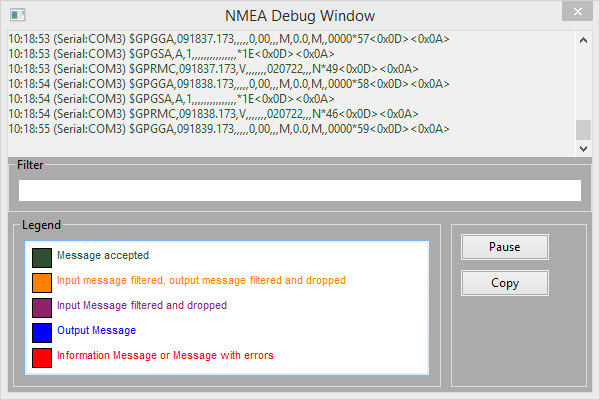 NMEA Debug Window
10:18:53 (Serial:COM3) $GPGGA,091837.173,,,,,0,00,,,M,0.0,M,,0000*57<0x0D><0x0A>
10:18:53 (Serial:COM3) $GPGSA,A,1,,,,,,,,,,,,,,,*1E<0x0D><0x0A>
10:18:53 (Serial:COM3) $GPRMC,091837.173,V,,,,,,,020722,,,N*49<0x0D><0x0A>
10:18:54 (Serial:COM3) $GPGGA,091838.173,,,,,0,00,,,M,0.0,M,,0000*58<0x0D><0x0A>
10:18:54 (Serial:COM3) $GPGSA,A,1,,,,,,,,,,,,,,,*1E<0x0D><0x0A>
10:18:54 (Serial:COM3) $GPRMC,091838.173,V,,,,,,,020722,,,N*46<0x0D><0x0A>
10:18:55 (Serial:COM3) $GPGGA,091839.173,,,,,0,00,,,M,0.0,M,,0000*59<0x0D><0x0A>
Filter
Legend
Message accepted
Input message filtered, output message filtered and dropped
Input Message filtered and dropped
Output Message
Information Message or Message with errors
Pause
Copy